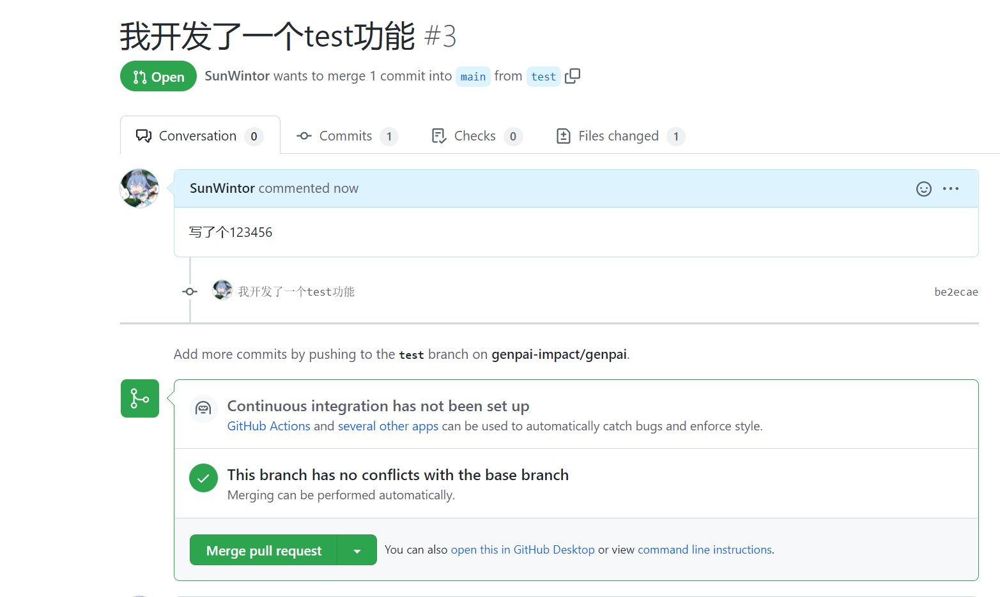 我开发了一个test功能 #3
Open SunWintor wants to merge 1 commit into main from test
Conversation 0 Commits 1 Checks 0 Files changed 1
SunWintor commented now
写了个123456
我开发了一个test功能 be2ecae
Add more commits by pushing to the test branch on genpai-impact/genpai.
Continuous integration has not been set up
GitHub Actions and several other apps can be used to automatically catch bugs and enforce style.
This branch has no conflicts with the base branch
Merging can be performed automatically.
Merge pull request You can also open this in GitHub Desktop or view command line instructions.